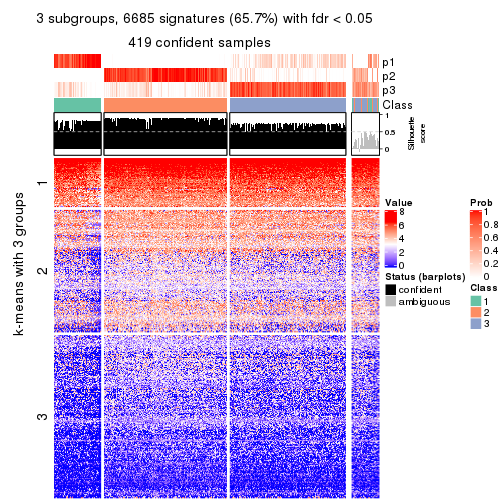 3 subgroups, 6685 signatures (65.7%) with fdr < 0.05
419 confident samples
p1
p2
p3
Class
1
0.5
0
Silhouette
score
k-means with 3 groups
1
2
3
Value
8
6
4
2
0
Status (barplots)
confident
ambiguous
Prob
1
0.8
0.6
0.4
0.2
0
Class
1
2
3